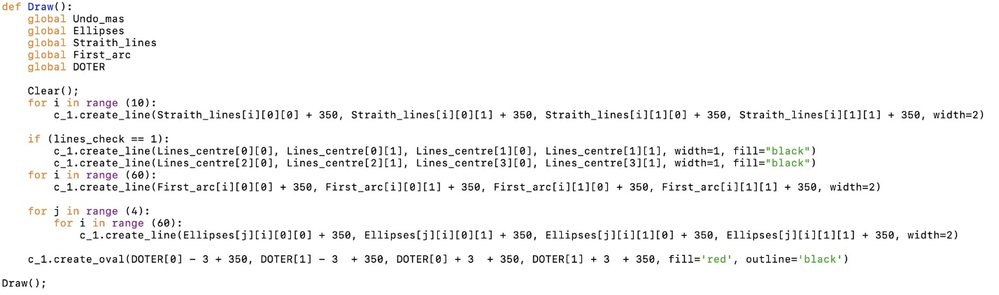 def Draw():
    global Undo_mas
    global Ellipses
    global Straith_lines
    global First_arc
    global DOTER

    Clear();
    for i in range (10):
        c_1.create_line(Straith_lines[i][0][0] + 350, Straith_lines[i][0][1] + 350, Straith_lines[i][1][0] + 350, Straith_lines[i][1][1] + 350, width=2)

    if (lines_check == 1):
        c_1.create_line(Lines_centre[0][0], Lines_centre[0][1], Lines_centre[1][0], Lines_centre[1][1], width=1, fill="black")
        c_1.create_line(Lines_centre[2][0], Lines_centre[2][1], Lines_centre[3][0], Lines_centre[3][1], width=1, fill="black")
    for i in range (60):
        c_1.create_line(First_arc[i][0][0] + 350, First_arc[i][0][1] + 350, First_arc[i][1][0] + 350, First_arc[i][1][1] + 350, width=2)

    for j in range (4):
        for i in range (60):
            c_1.create_line(Ellipses[j][i][0][0] + 350, Ellipses[j][i][0][1] + 350, Ellipses[j][i][1][0] + 350, Ellipses[j][i][1][1] + 350, width=2)

    c_1.create_oval(DOTER[0] - 3 + 350, DOTER[1] - 3  + 350, DOTER[0] + 3  + 350, DOTER[1] + 3  + 350, fill='red', outline='black')

Draw();